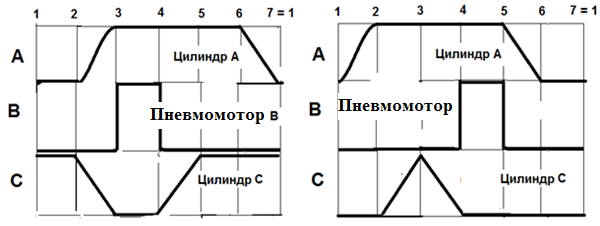 1 2 3 4 5 6 7 = 1
A
Цилиндр А
B
Пневмомотор В
C
Цилиндр С
1 2 3 4 5 6 7 = 1
A
Цилиндр А
B
Пневмомотор
C
Цилиндр С